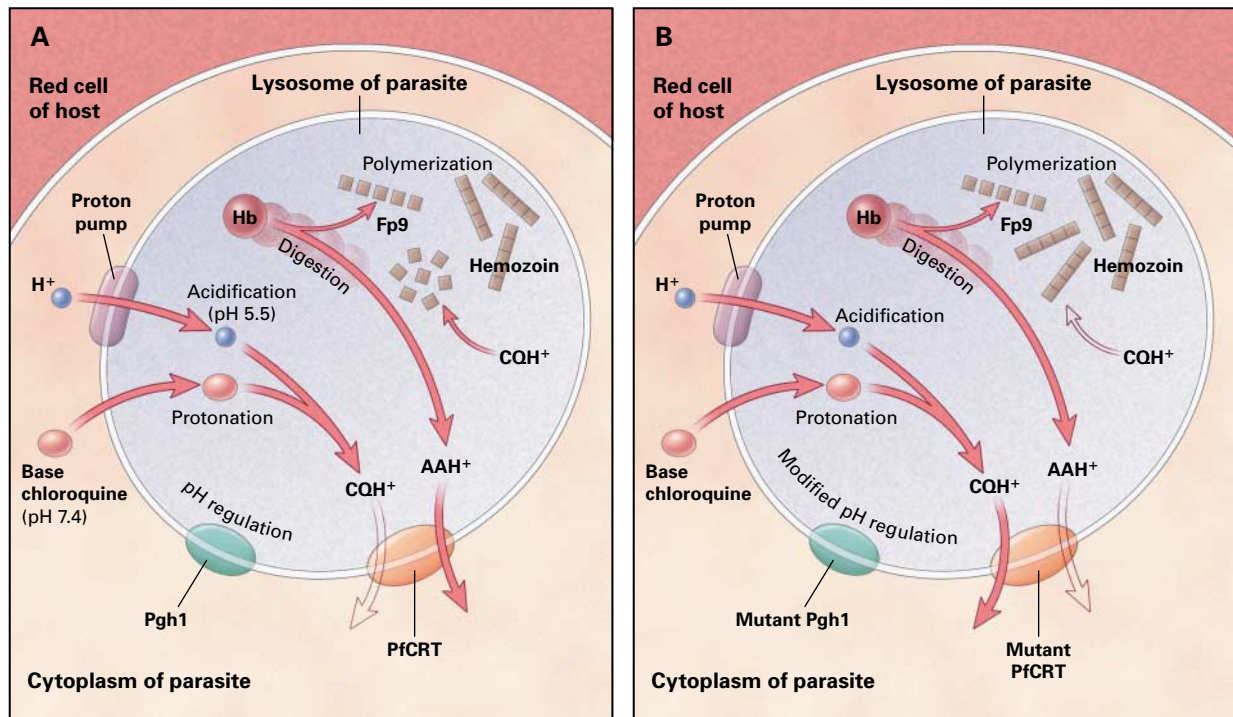 A
Red cell
of host
Lysosome of parasite
Polymerization
Proton
pump
Hb
Fp9
Digestion
Hemozoin
H⁺
Acidification
(pH 5.5)
CQH⁺
Protonation
Base
chloroquine
(pH 7.4)
AAH⁺
CQH⁺
pH regulation
Pgh1
PfCRT
Cytoplasm of parasite
B
Red cell
of host
Lysosome of parasite
Polymerization
Proton
pump
Hb
Fp9
Digestion
Hemozoin
H⁺
Acidification
CQH⁺
Protonation
Base
chloroquine
AAH⁺
CQH⁺
Modified pH regulation
Mutant Pgh1
Mutant
PfCRT
Cytoplasm of parasite